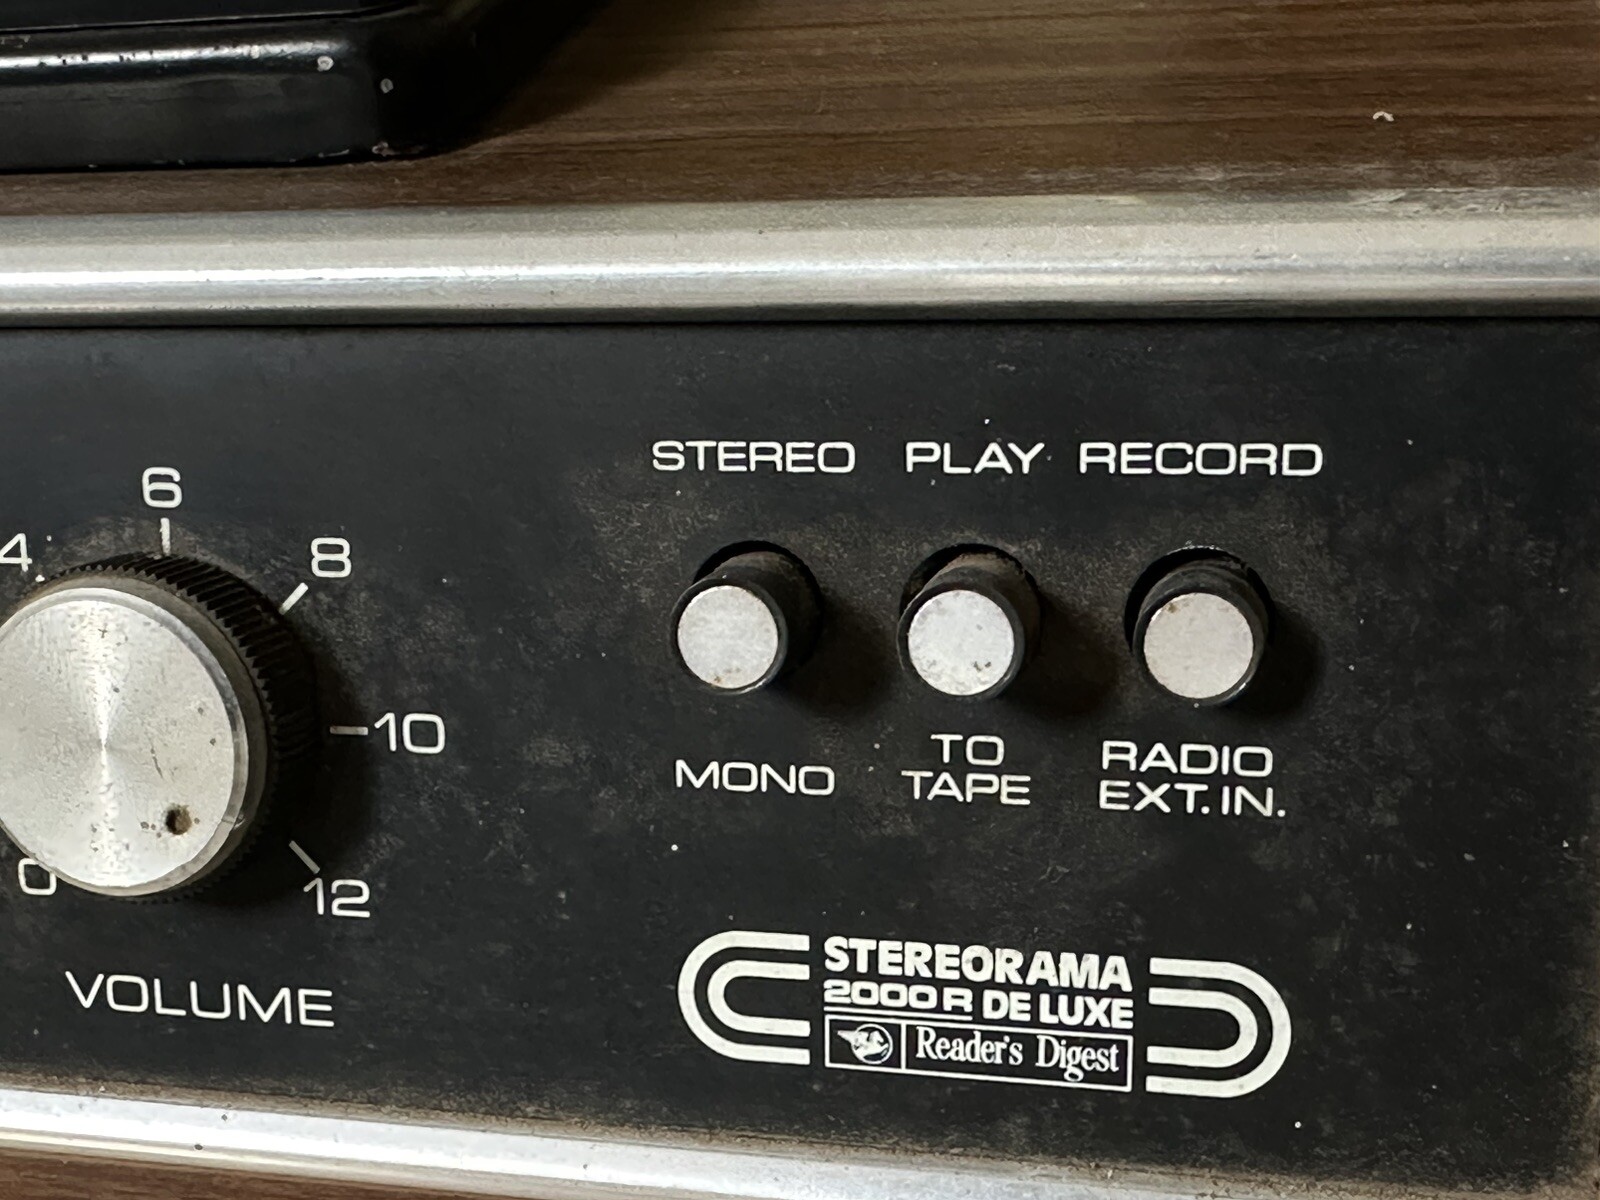 STEREO PLAY RECORD
6
4
8
10
MONO
TO
TAPE
RADIO
EXT. IN.
0
12
VOLUME
STEREORAMA
2000 R DE LUXE
Reader's Digest